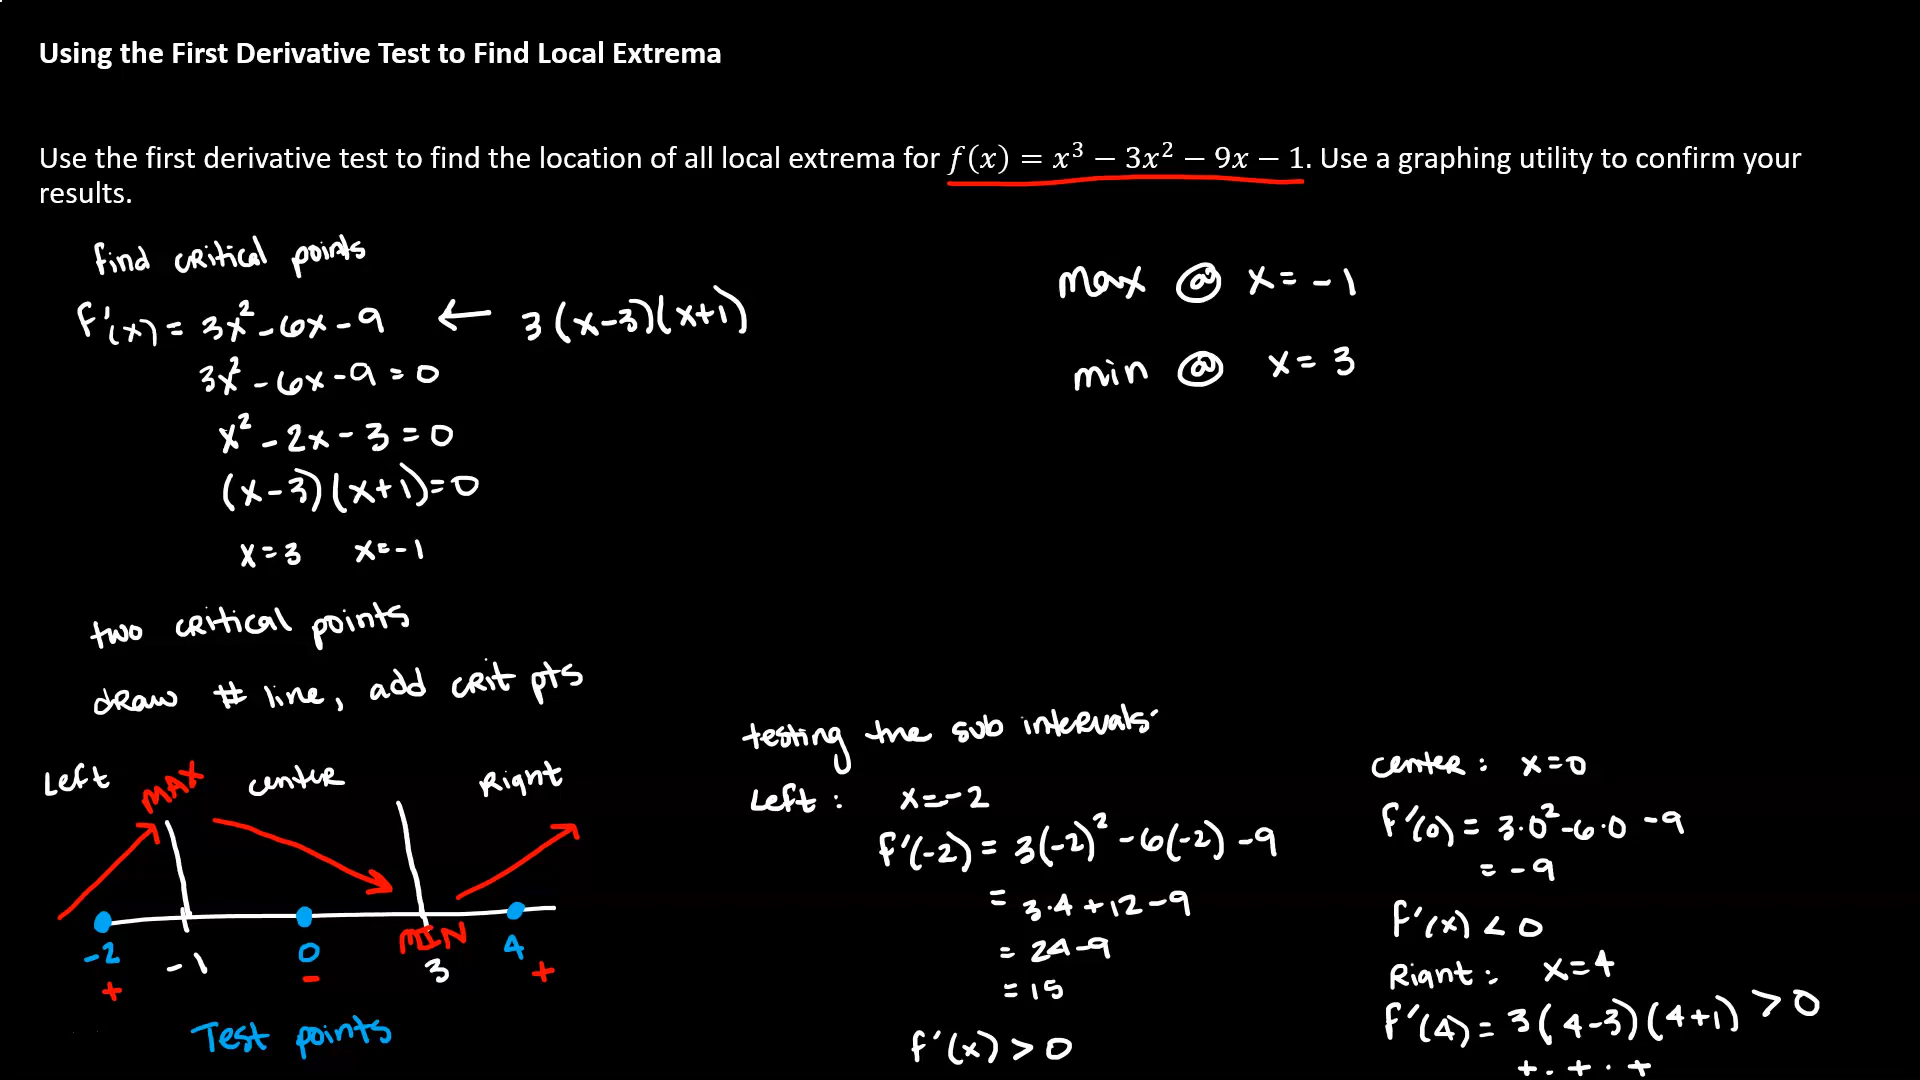 Using the First Derivative Test to Find Local Extrema
Use the first derivative test to find the location of all local extrema for f(x) = x³ − 3x² − 9x − 1. Use a graphing utility to confirm your
results.
find critical points
f'(x) = 3x² - 6x - 9 ← 3(x-3)(x+1)
3x² - 6x - 9 = 0
x² - 2x - 3 = 0
(x-3)(x+1)=0
x=3 x=-1
two critical points
draw # line, add crit pts
Left MAX center Right
-2 -1 0 MIN 3 4
+ - +
Test points
max @ x = -1
min @ x = 3
testing the sub intervals
Left: x=-2
f'(-2) = 3(-2)² - 6(-2) - 9
= 3·4 + 12 - 9
= 24-9
= 15
f'(x) > 0
center: x=0
f'(0) = 3·0² - 6·0 - 9
= -9
f'(x) < 0
Right: x=4
f'(4) = 3(4-3)(4+1) > 0
+ · + · +